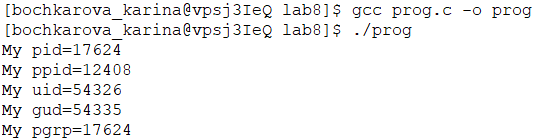 [bochkarova_karina@vpsj3IeQ lab8]$ gcc prog.c -o prog
[bochkarova_karina@vpsj3IeQ lab8]$ ./prog
My pid=17624
My ppid=12408
My uid=54326
My gud=54335
My pgrp=17624